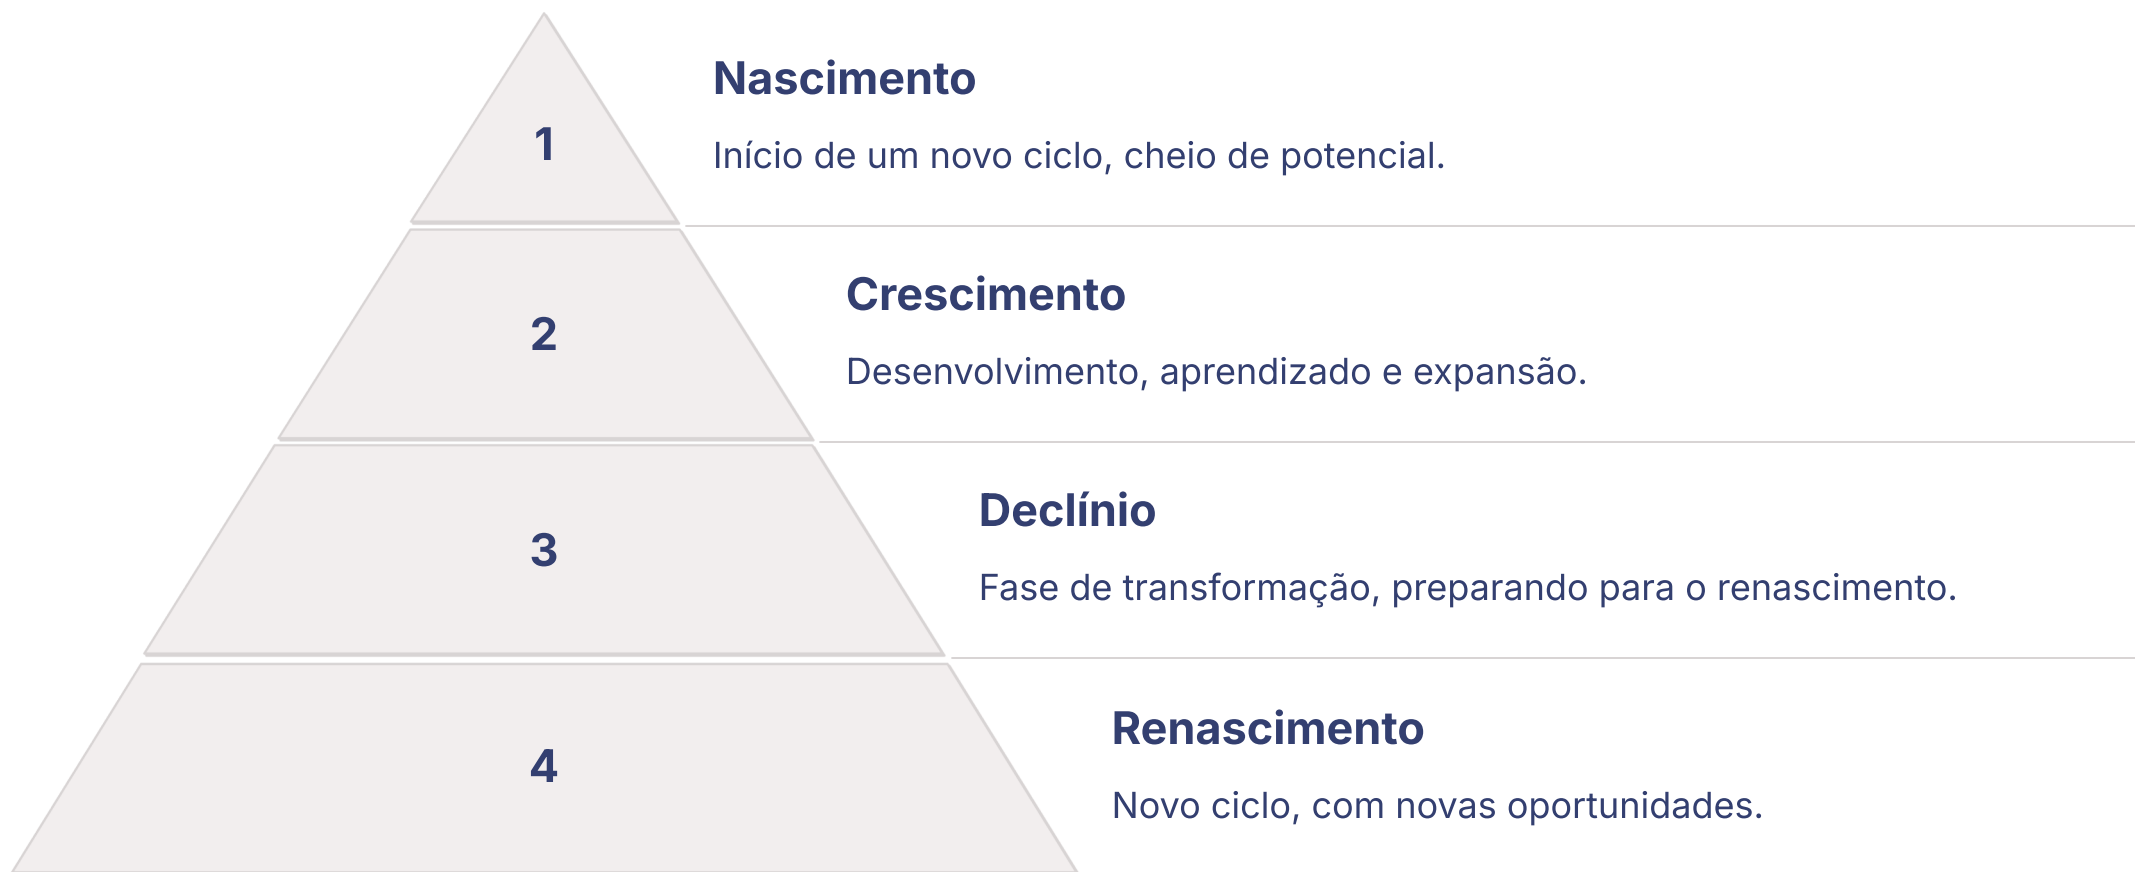 1
Nascimento
Início de um novo ciclo, cheio de potencial.
2
Crescimento
Desenvolvimento, aprendizado e expansão.
3
Declínio
Fase de transformação, preparando para o renascimento.
4
Renascimento
Novo ciclo, com novas oportunidades.